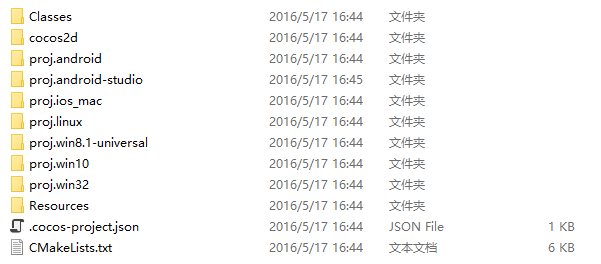 Classes 2016/5/17 16:44 文件夹
cocos2d 2016/5/17 16:44 文件夹
proj.android 2016/5/17 16:44 文件夹
proj.android-studio 2016/5/17 16:45 文件夹
proj.ios_mac 2016/5/17 16:44 文件夹
proj.linux 2016/5/17 16:44 文件夹
proj.win8.1-universal 2016/5/17 16:44 文件夹
proj.win10 2016/5/17 16:44 文件夹
proj.win32 2016/5/17 16:44 文件夹
Resources 2016/5/17 16:44 文件夹
.cocos-project.json 2016/5/17 16:44 JSON File 1 KB
CMakeLists.txt 2016/5/17 16:44 文本文档 6 KB